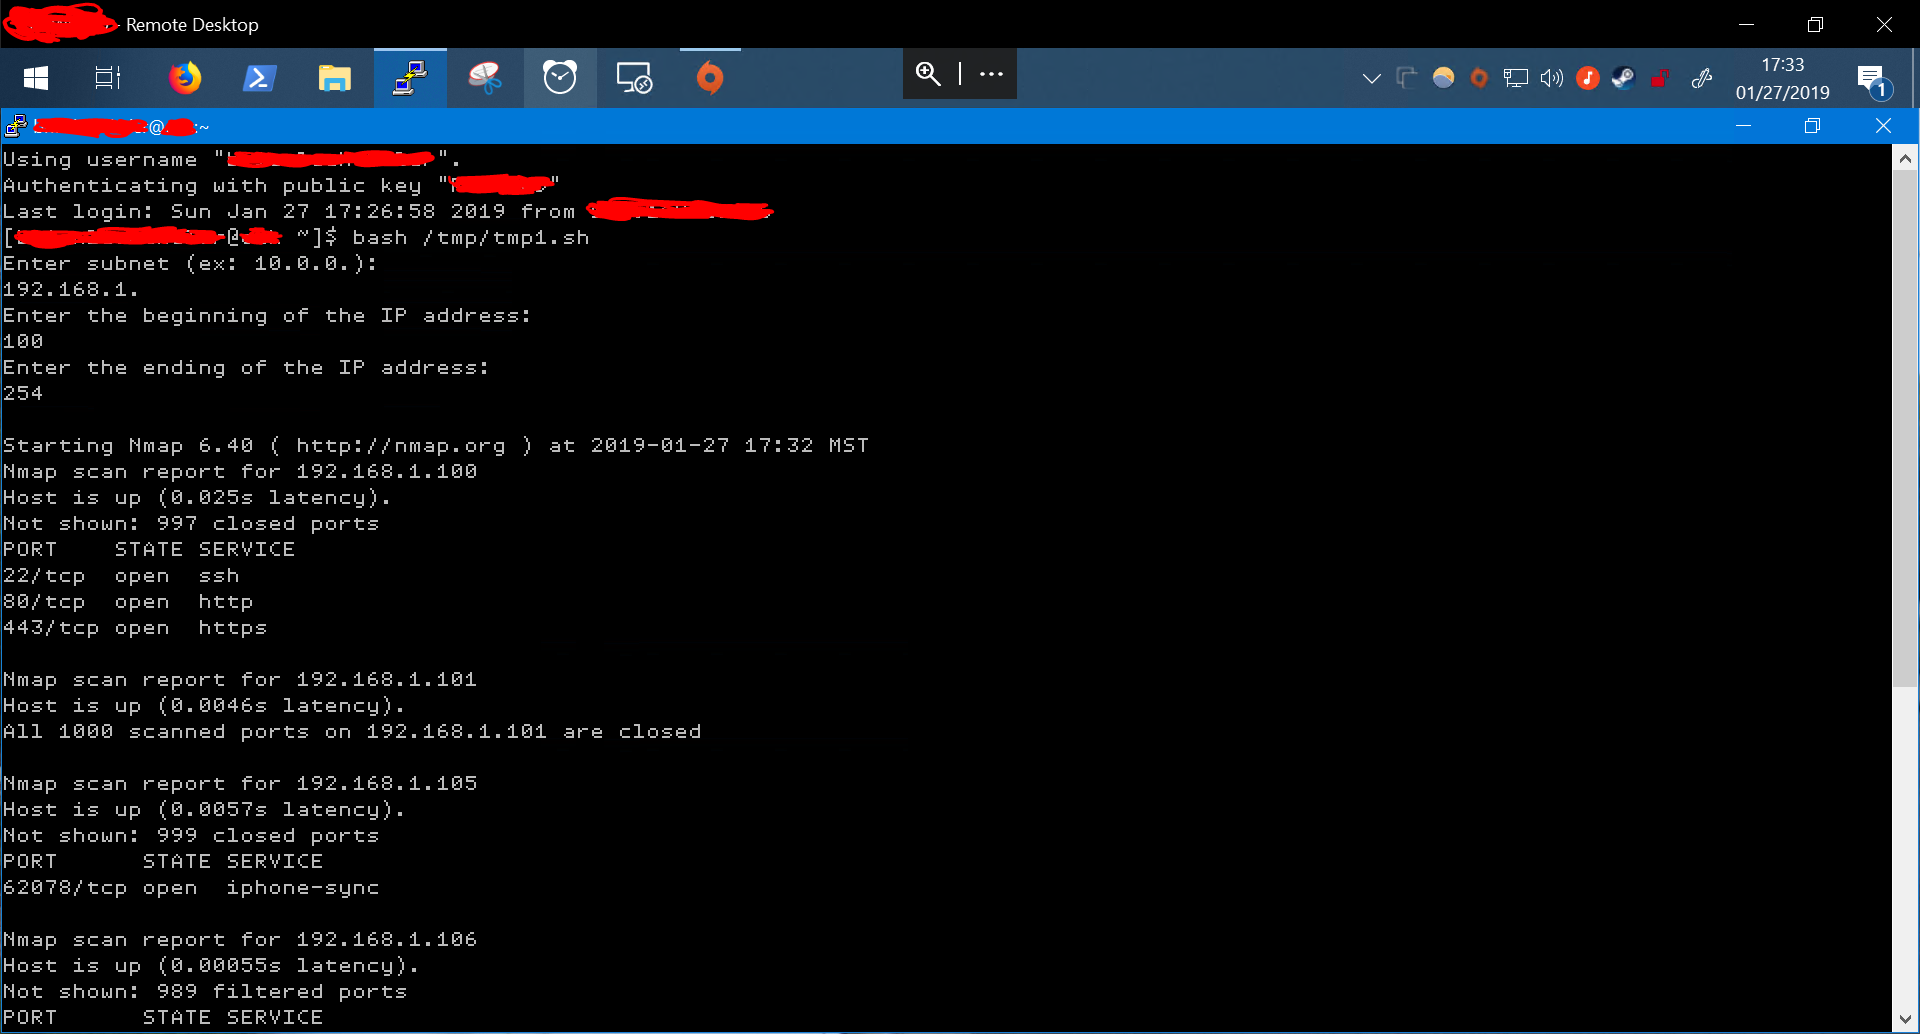 - Remote Desktop
17:33
01/27/2019
1
@ :~
Using username " ".
Authenticating with public key " "
Last login: Sun Jan 27 17:26:58 2019 from
[ @ ~]$ bash /tmp/tmp1.sh
Enter subnet (ex: 10.0.0.):
192.168.1.
Enter the beginning of the IP address:
100
Enter the ending of the IP address:
254
Starting Nmap 6.40 ( http://nmap.org ) at 2019-01-27 17:32 MST
Nmap scan report for 192.168.1.100
Host is up (0.025s latency).
Not shown: 997 closed ports
PORT    STATE SERVICE
22/tcp  open  ssh
80/tcp  open  http
443/tcp open  https
Nmap scan report for 192.168.1.101
Host is up (0.0046s latency).
All 1000 scanned ports on 192.168.1.101 are closed
Nmap scan report for 192.168.1.105
Host is up (0.0057s latency).
Not shown: 999 closed ports
PORT      STATE SERVICE
62078/tcp open  iphone-sync
Nmap scan report for 192.168.1.106
Host is up (0.00055s latency).
Not shown: 989 filtered ports
PORT      STATE SERVICE